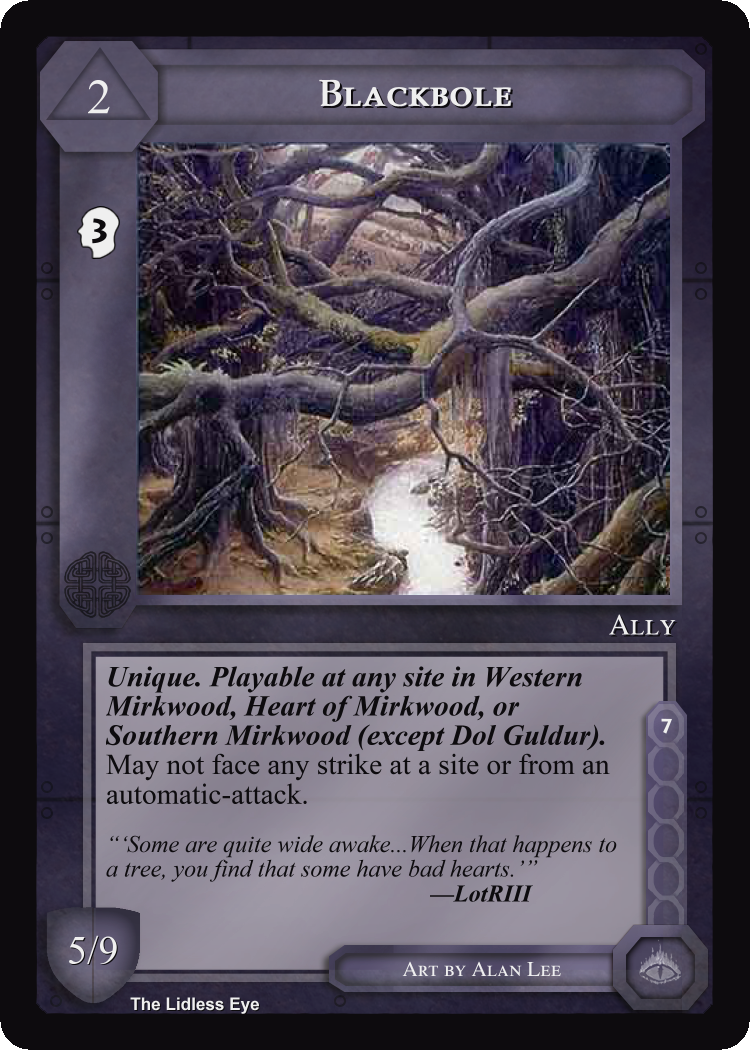 2
Blackbole
3
Ally
Unique. Playable at any site in Western
Mirkwood, Heart of Mirkwood, or
Southern Mirkwood (except Dol Guldur).
May not face any strike at a site or from an
automatic-attack.
7
“‘Some are quite wide awake...When that happens to
a tree, you find that some have bad hearts.’”
—LotRIII
5/9
Art by Alan Lee
The Lidless Eye